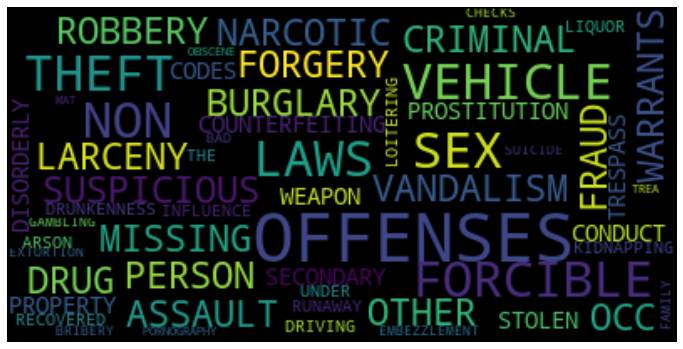 CHECKS
ROBBERY NARCOTIC CRIMINAL LIQUOR
OBSCENE
THEFT CODES FORGERY VEHICLE WARRANTS
MAT
NON BURGLARY PROSTITUTION
COUNTERFEITING LOITERING FRAUD TRESPASS
DISORDERLY BAD
LARCENY THE LAWS SEX SUICIDE
SUSPICIOUS WEAPON VANDALISM TREA
DRUNKENNESS INFLUENCE
GAMBLING OFFENSES CONDUCT
ARSON MISSING KIDNAPPING
EXTORTION
DRUG PERSON SECONDARY FORCIBLE
UNDER
PROPERTY ASSAULT RUNAWAY OTHER STOLEN OCC FAMILY
RECOVERED
BRIBERY PORNOGRAPHY DRIVING EMBEZZLEMENT